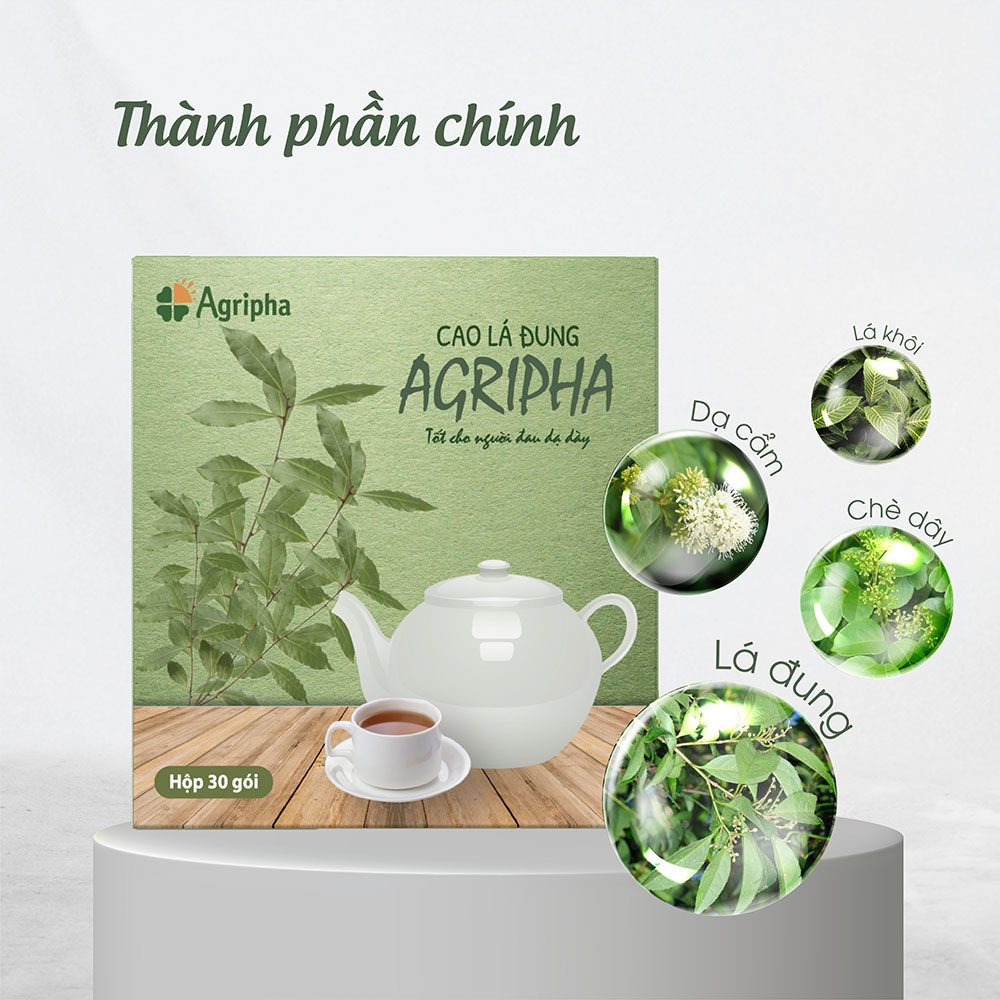 Thành phần chính
Agripha
CAO LÁ ĐUNG
AGRIPHA
Tốt cho người đau dạ dày
Lá khôi
Dạ cẩm
Chè dây
Lá đung
Hộp 30 gói